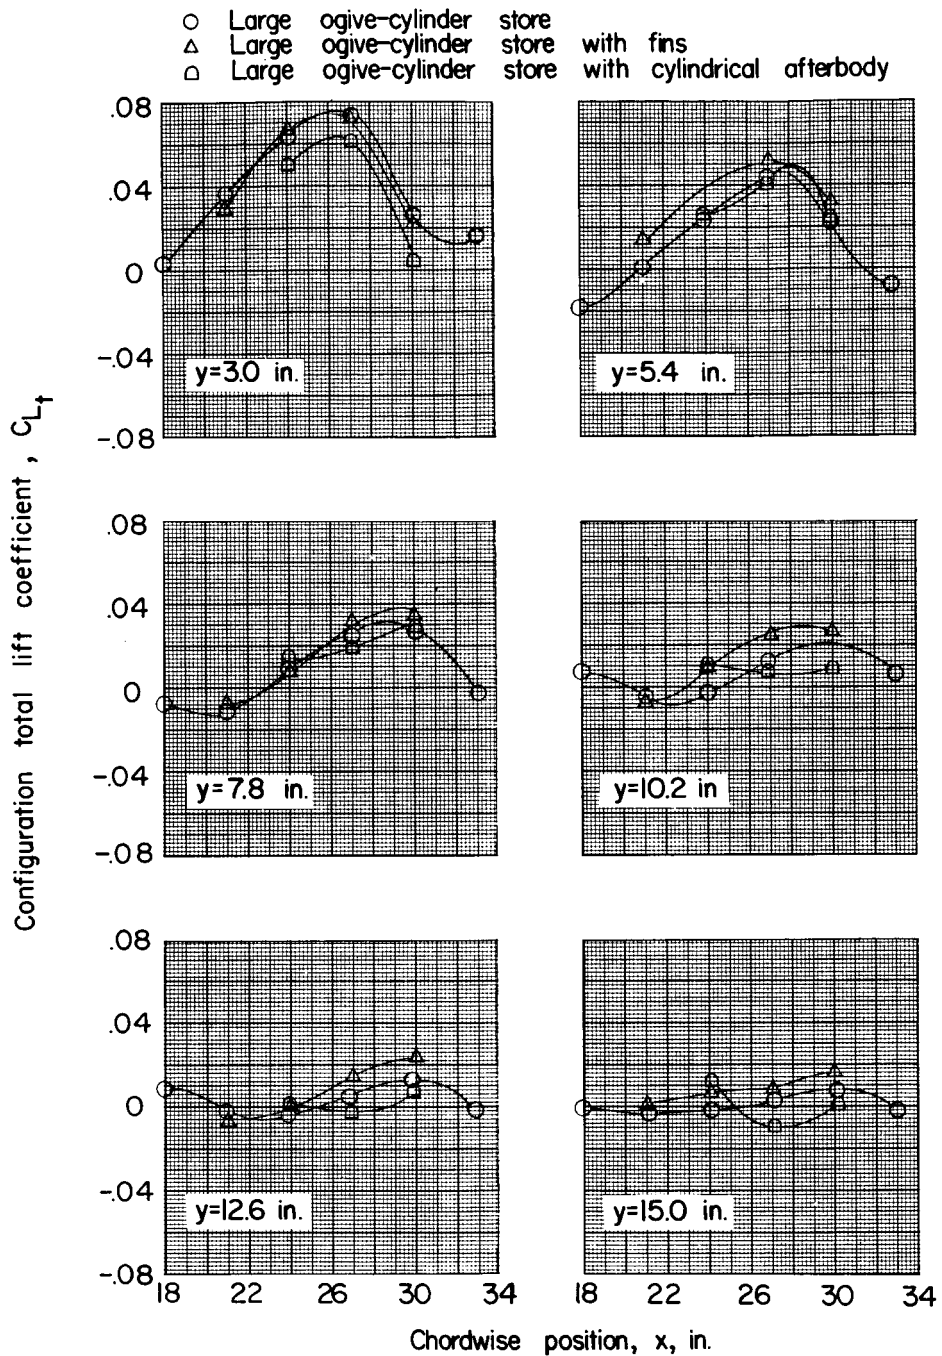 ○ Large ogive-cylinder store
△ Large ogive-cylinder store with fins
⌓ Large ogive-cylinder store with cylindrical afterbody
Configuration total lift coefficient, C_Lt
.08
.04
0
-.04
-.08
y=3.0 in.
y=5.4 in.
.08
.04
0
-.04
-.08
y=7.8 in.
y=10.2 in
.08
.04
0
-.04
-.08
y=12.6 in.
y=15.0 in.
18 22 26 30 34
22 26 30 34
18
Chordwise position, x, in.